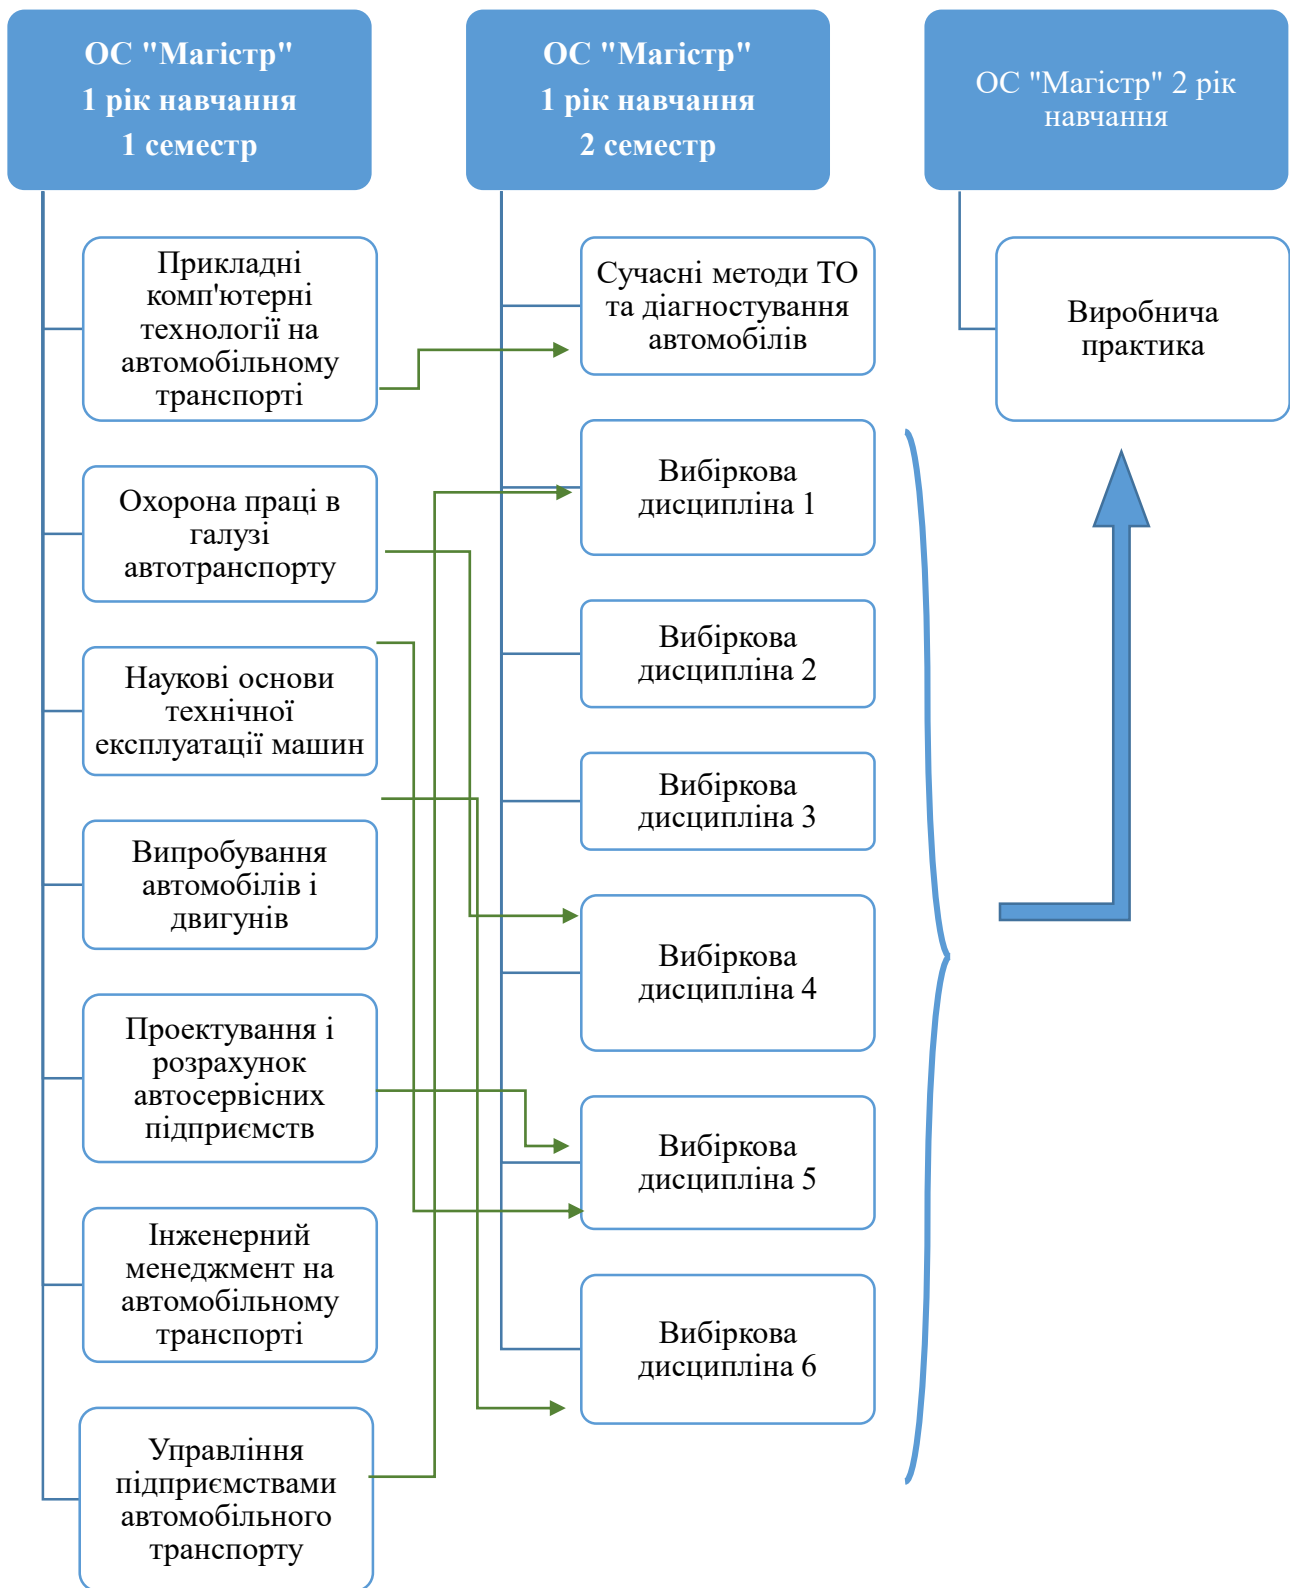 ОС "Магістр"
1 рік навчання
1 семестр
Прикладні
комп'ютерні
технології на
автомобільному
транспорті
Охорона праці в
галузі
автотранспорту
Наукові основи
технічної
експлуатації машин
Випробування
автомобілів і
двигунів
Проектування і
розрахунок
автосервісних
підприємств
Інженерний
менеджмент на
автомобільному
транспорті
Управління
підприємствами
автомобільного
транспорту
ОС "Магістр"
1 рік навчання
2 семестр
Сучасні методи ТО
та діагностування
автомобілів
Вибіркова
дисципліна 1
Вибіркова
дисципліна 2
Вибіркова
дисципліна 3
Вибіркова
дисципліна 4
Вибіркова
дисципліна 5
Вибіркова
дисципліна 6
ОС "Магістр" 2 рік
навчання
Виробнича
практика